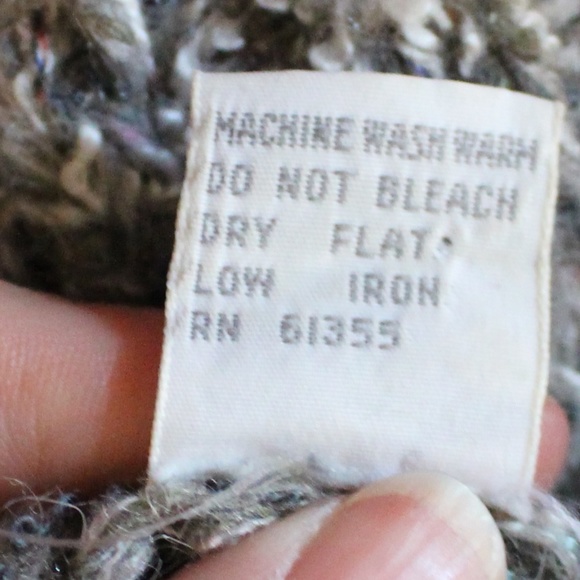 MACHINE WASH WARM
DO NOT BLEACH
DRY FLAT
LOW IRON
RN 61355